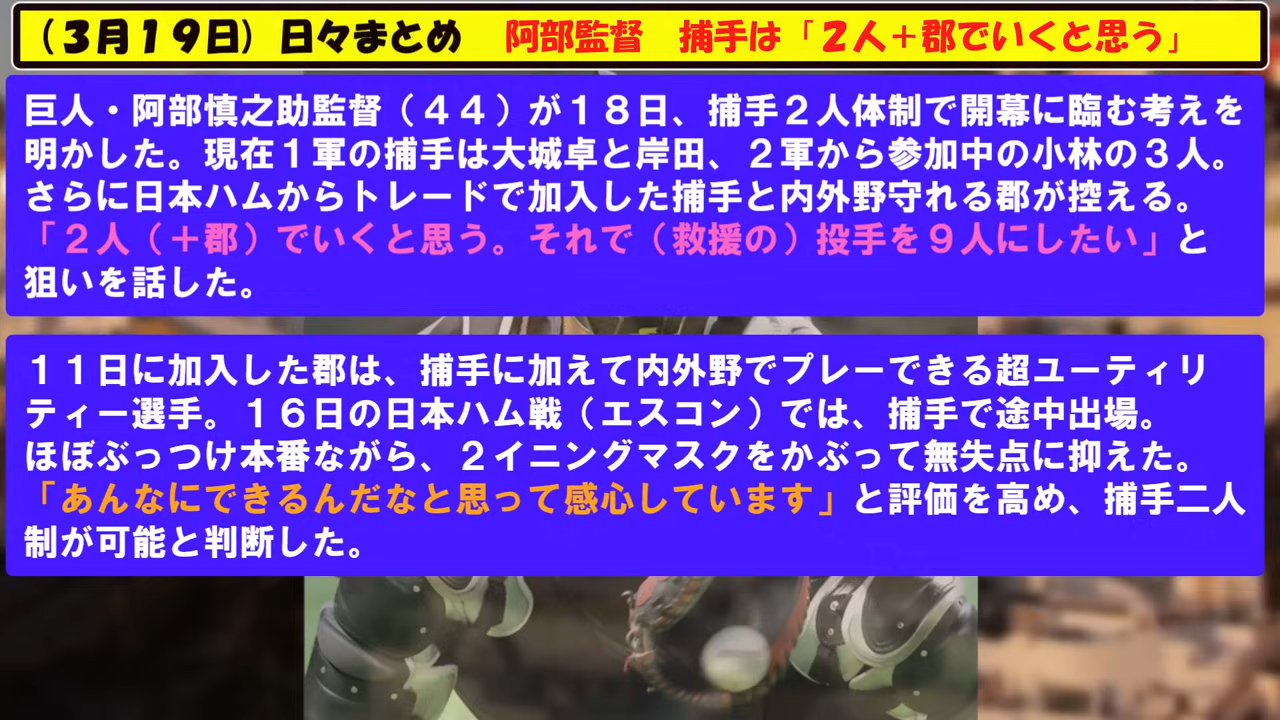 （３月１９日）日々まとめ　阿部監督　捕手は「２人＋郡でいくと思う」
巨人・阿部慎之助監督（４４）が１８日、捕手２人体制で開幕に臨む考えを
明かした。現在１軍の捕手は大城卓と岸田、２軍から参加中の小林の３人。
さらに日本ハムからトレードで加入した捕手と内外野守れる郡が控える。
「２人（＋郡）でいくと思う。それで（救援の）投手を９人にしたい」と
狙いを話した。
１１日に加入した郡は、捕手に加えて内外野でプレーできる超ユーティリ
ティー選手。１６日の日本ハム戦（エスコン）では、捕手で途中出場。
ほぼぶっつけ本番ながら、２イニングマスクをかぶって無失点に抑えた。
「あんなにできるんだなと思って感心しています」と評価を高め、捕手二人
制が可能と判断した。